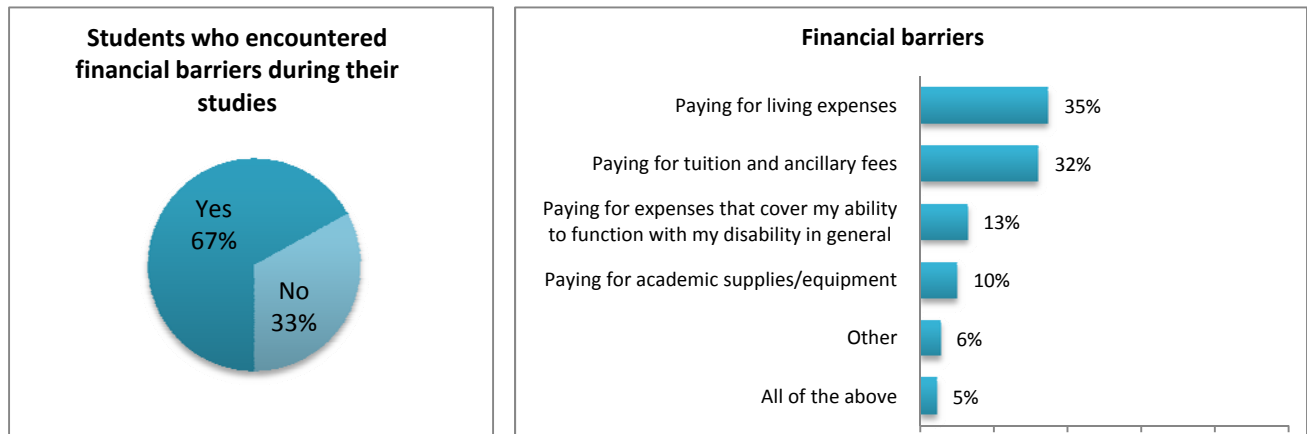 Students who encountered
financial barriers during their
studies
Yes
67%
No
33%
Financial barriers
Paying for living expenses
35%
Paying for tuition and ancillary fees
32%
Paying for expenses that cover my ability
to function with my disability in general
13%
Paying for academic supplies/equipment
10%
Other
6%
All of the above
5%